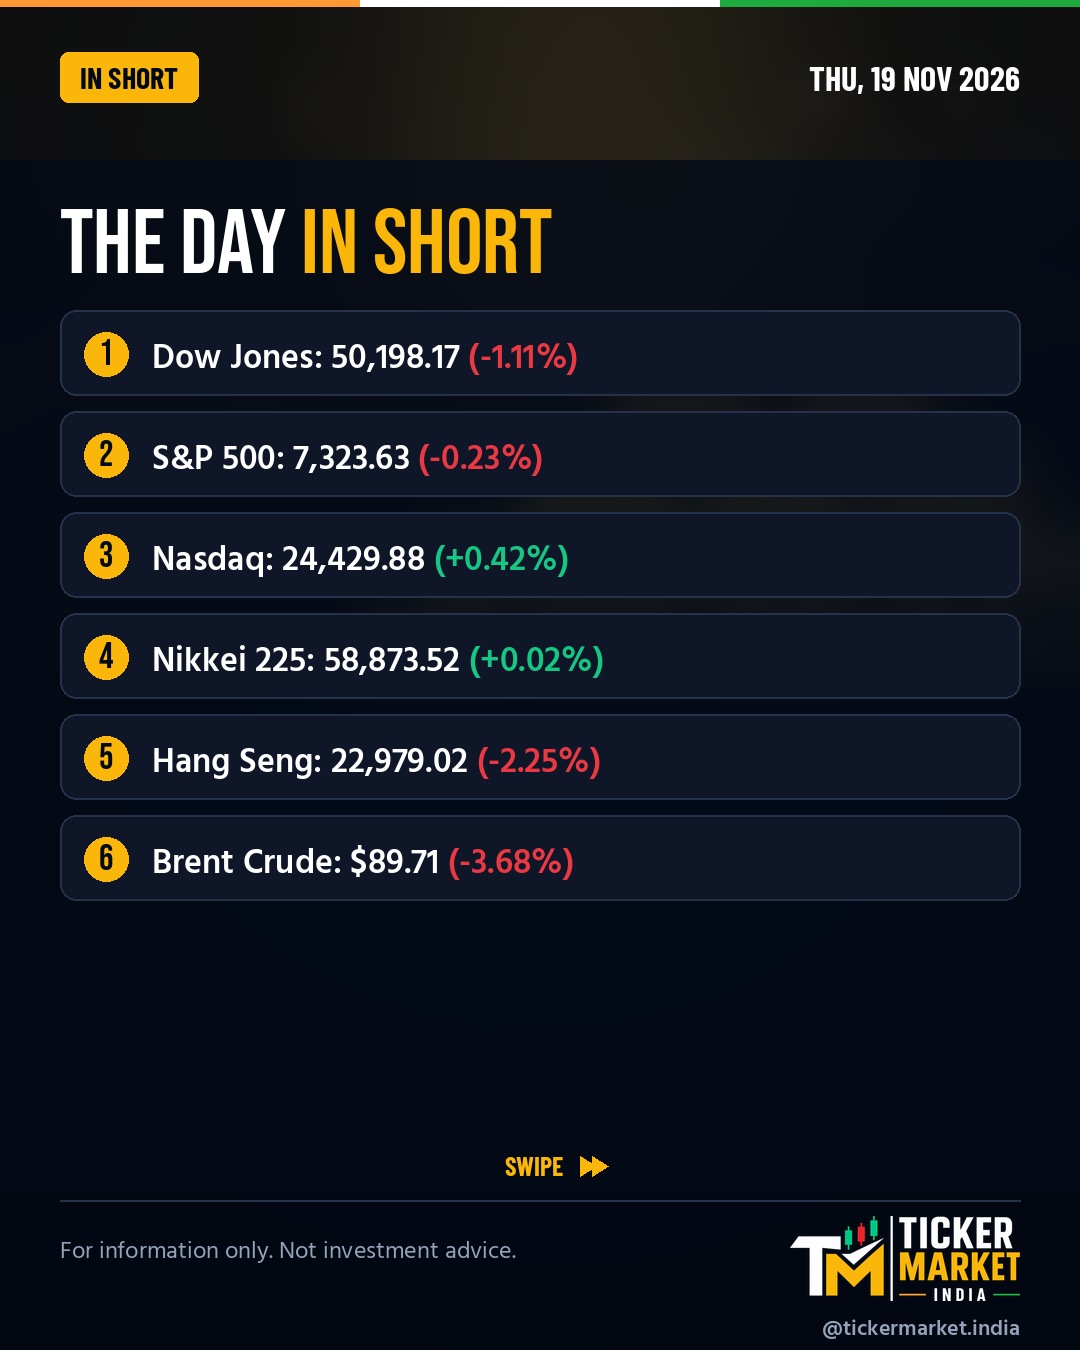 IN SHORT
THU, 19 NOV 2026
THE DAY IN SHORT
1 Dow Jones: 50,198.17 (-1.11%)
2 S&P 500: 7,323.63 (-0.23%)
3 Nasdaq: 24,429.88 (+0.42%)
4 Nikkei 225: 58,873.52 (+0.02%)
5 Hang Seng: 22,979.02 (-2.25%)
6 Brent Crude: $89.71 (-3.68%)
SWIPE
For information only. Not investment advice.
TM
TICKER
MARKET
INDIA
@tickermarket.india